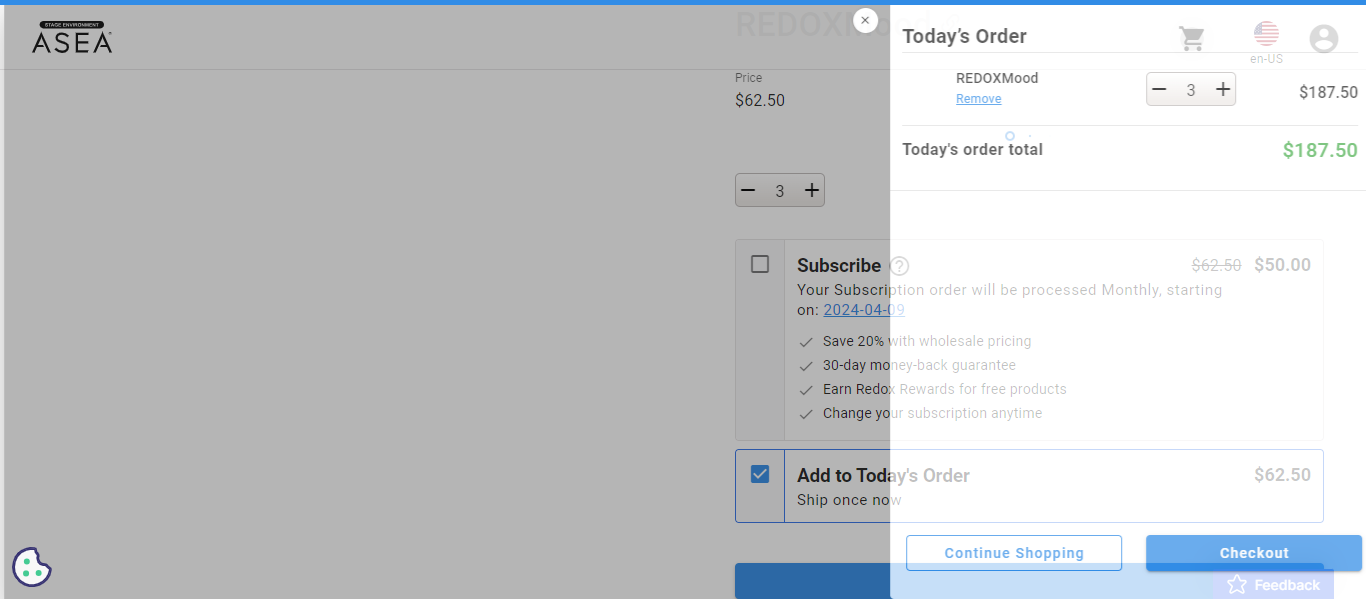 STAGE ENVIRONMENT
ASEA
Today’s Order
en-US
Price
$62.50
REDOXMood
Remove
3
$187.50
Today's order total
$187.50
3
Subscribe
$62.50 $50.00
Your Subscription order will be processed Monthly, starting
on: 2024-04-09
Save 20% with wholesale pricing
30-day money-back guarantee
Earn Redox Rewards for free products
Change your subscription anytime
Add to Today's Order
$62.50
Ship once now
Continue Shopping
Checkout
Feedback